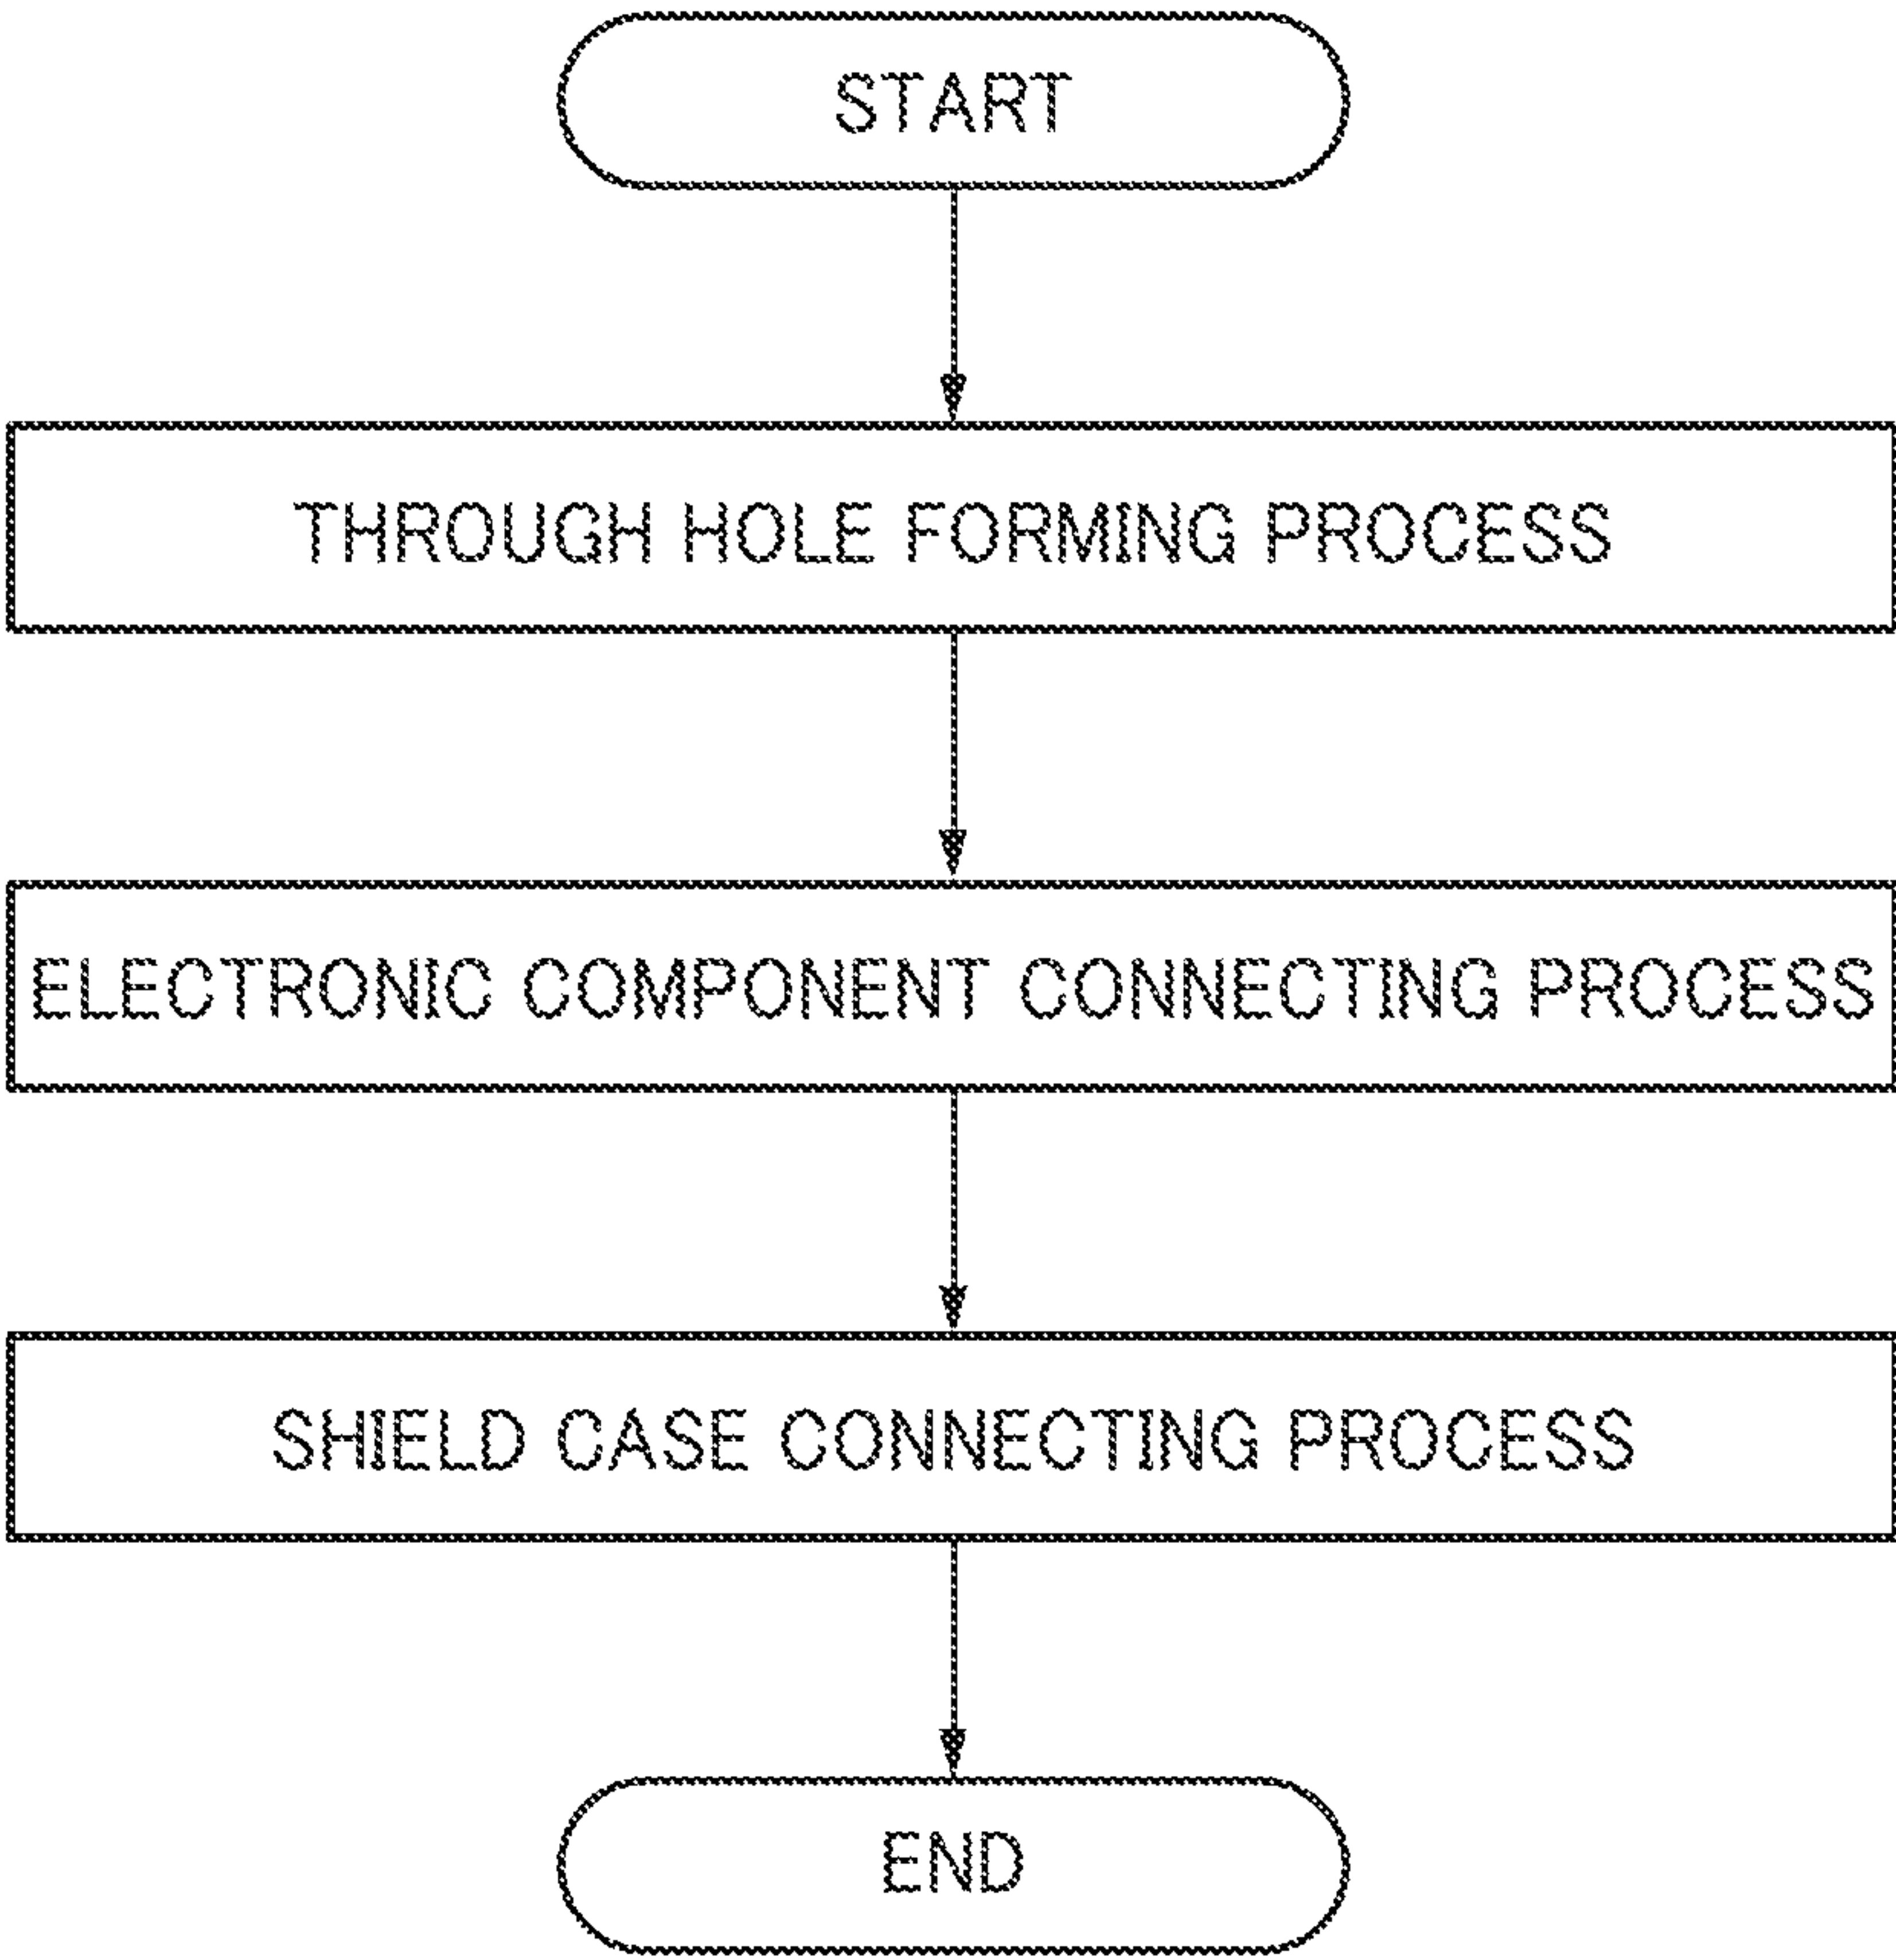 START
THROUGH HOLE FORMING PROCESS
ELECTRONIC COMPONENT CONNECTING PROCESS
SHIELD CASE CONNECTING PROCESS
END